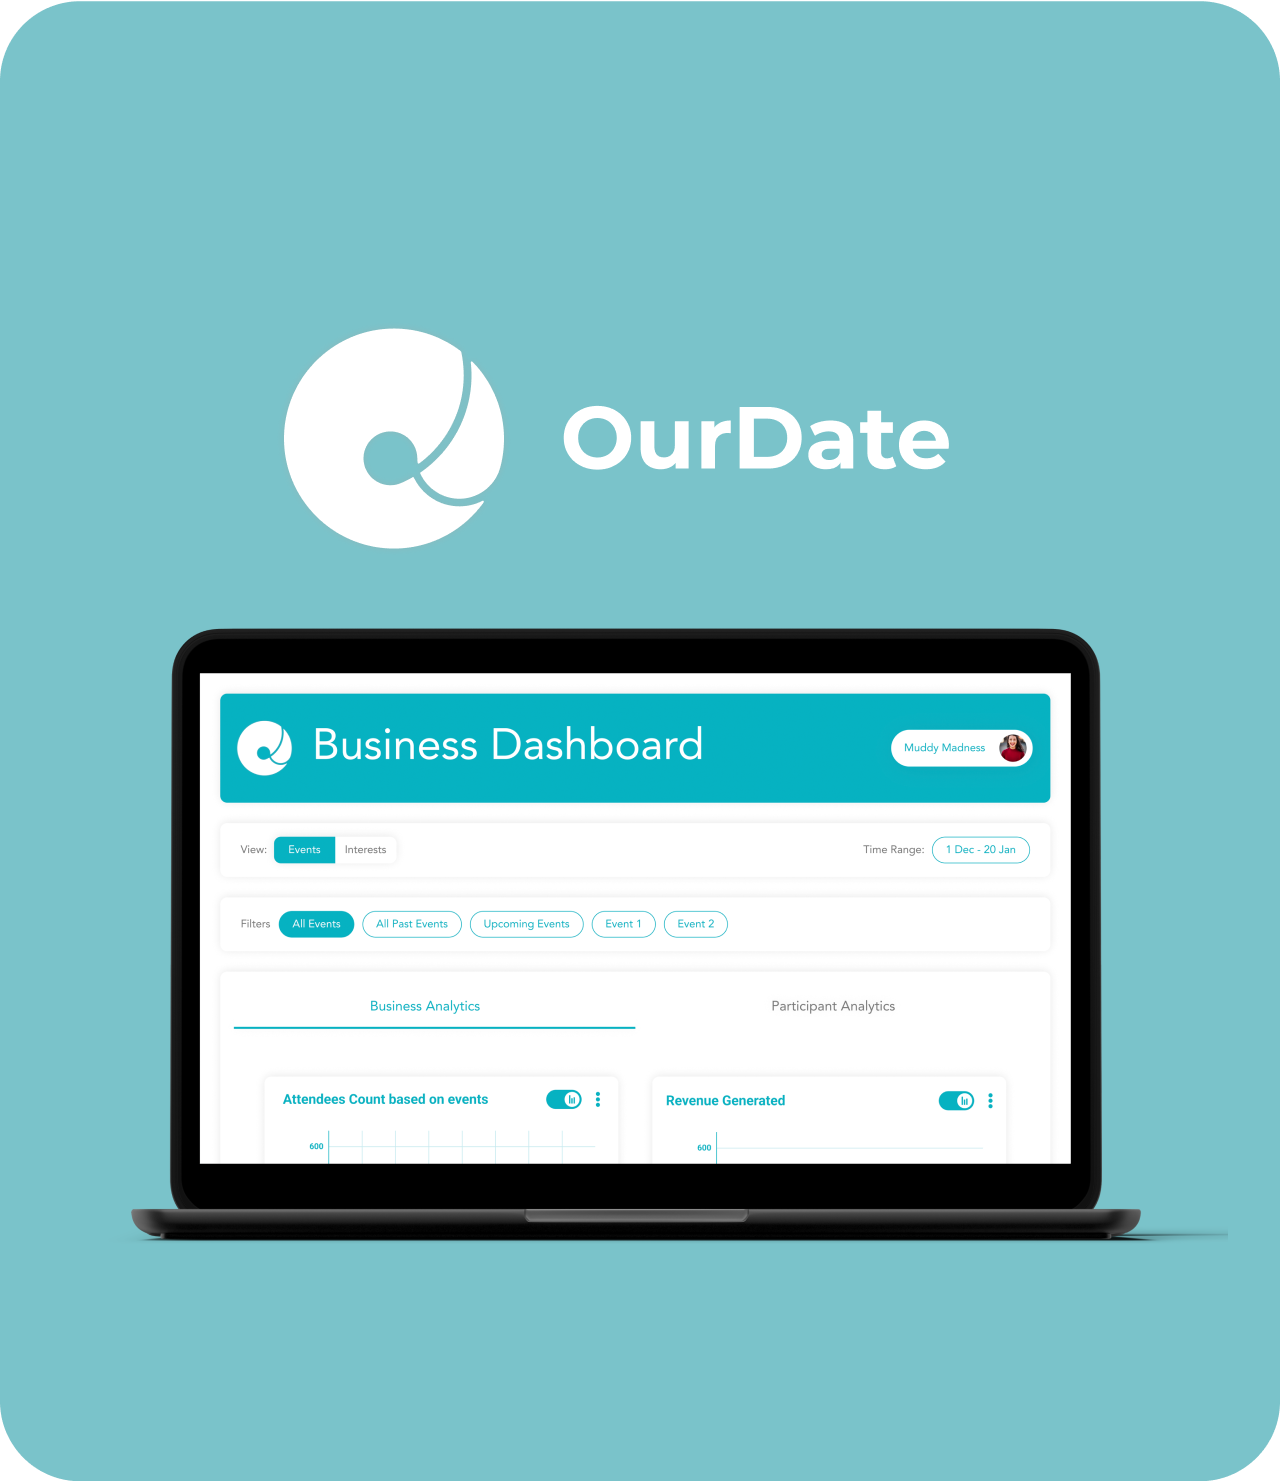 OurDate
Business Dashboard
Muddy Madness
View: Events Interests
Time Range: 1 Dec - 20 Jan
Filters All Events All Past Events Upcoming Events Event 1 Event 2
Business Analytics
Participant Analytics
Attendees Count based on events
600
Revenue Generated
600